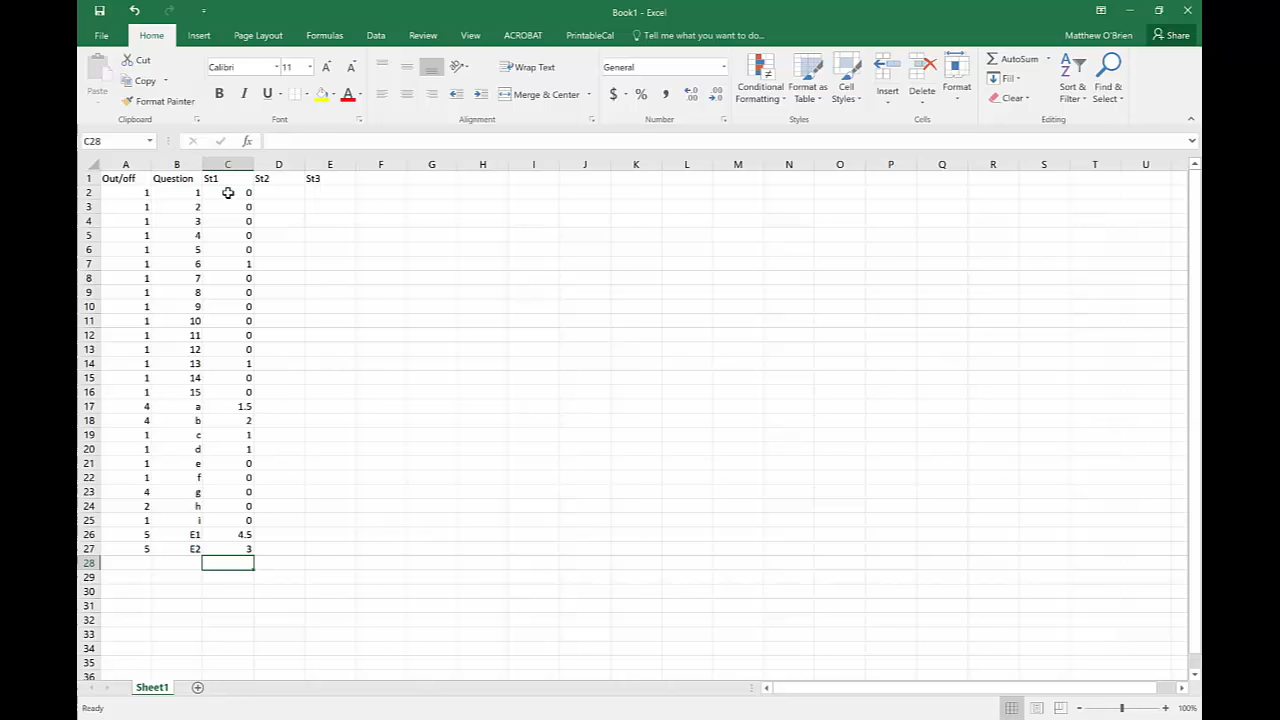 Book1 - Excel
File Home Insert Page Layout Formulas Data Review View ACROBAT PrintableCal Tell me what you want to do... Matthew O'Brien Share
Paste Cut Copy Format Painter Clipboard
Calibri 11 A A B I U A Font
Wrap Text Merge & Center Alignment
General $ % , .00 Number
Conditional Formatting Format as Table Cell Styles Styles
Insert Delete Format Cells
AutoSum Fill Clear Sort & Filter Find & Select Editing
C28 fx
A B C D E F G H I J K L M N O P Q R S T U
1 Out/off Question St1 St2 St3
2 1 1 0
3 1 2 0
4 1 3 0
5 1 4 0
6 1 5 0
7 1 6 1
8 1 7 0
9 1 8 0
10 1 9 0
11 1 10 0
12 1 11 0
13 1 12 0
14 1 13 1
15 1 14 0
16 1 15 0
17 4 a 1.5
18 4 b 2
19 1 c 1
20 1 d 1
21 1 e 0
22 1 f 0
23 4 g 0
24 2 h 0
25 1 i 0
26 5 E1 4.5
27 5 E2 3
28
29
30
31
32
33
34
35
36
Sheet1
Ready 100%